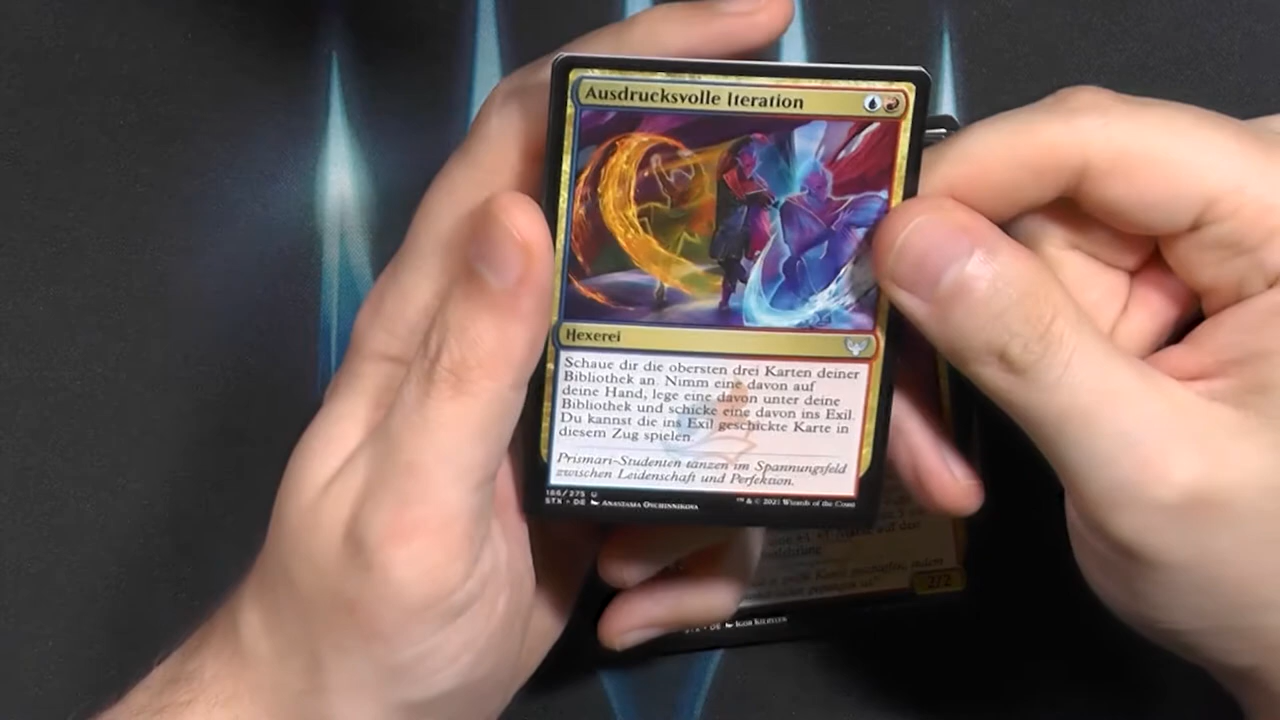 Ausdrucksvolle Iteration
Hexerei
Schaue dir die obersten drei Karten deiner
Bibliothek an. Nimm eine davon auf
deine Hand, lege eine davon unter deine
Bibliothek und schicke eine davon ins Exil.
Du kannst die ins Exil geschickte Karte in
diesem Zug spielen.
Prismari-Studenten tanzen im Spannungsfeld
zwischen Leidenschaft und Perfektion.
186/275 U
STX • DE Anastasia Ovchinnikova
™ & © 2021 Wizards of the Coast
2/2